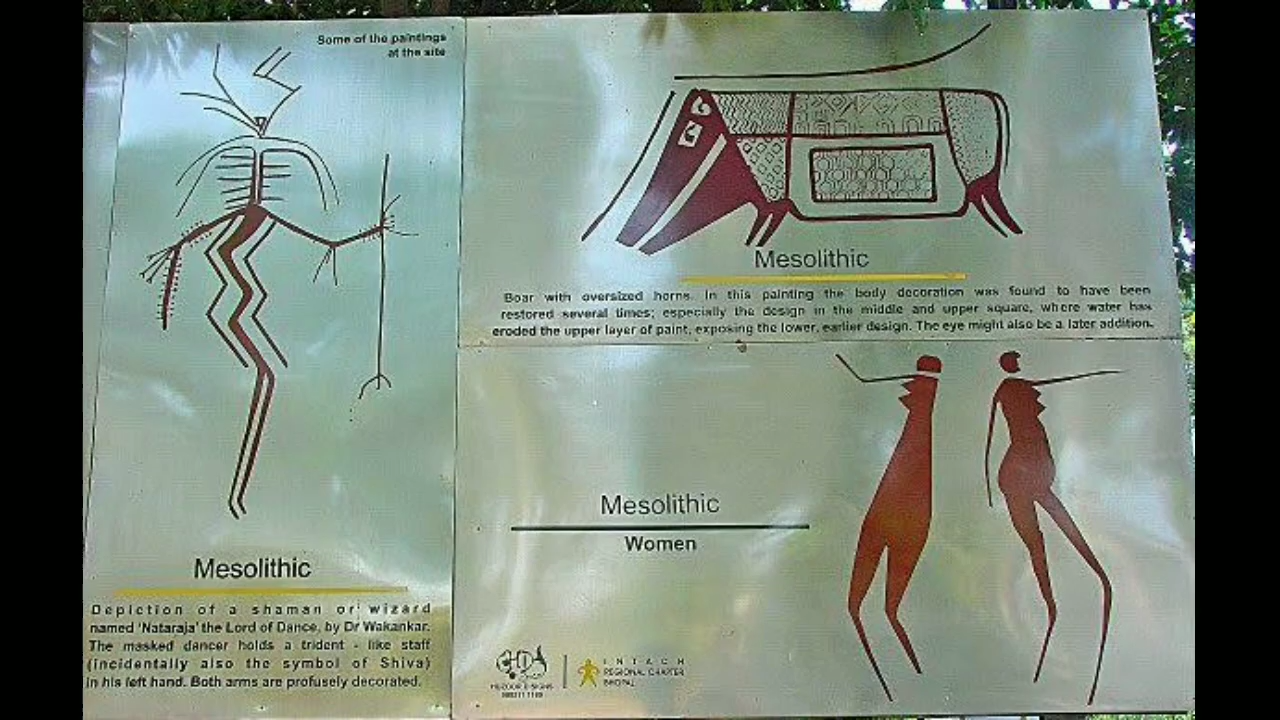 Some of the paintings
at the site
Mesolithic
Depiction of a shaman or wizard
named 'Nataraja' the Lord of Dance, by Dr Wakankar.
The masked dancer holds a trident - like staff
(incidentally also the symbol of Shiva)
in his left hand. Both arms are profusely decorated.
Mesolithic
Boar with oversized horns. In this painting the body decoration was found to have been
restored several times; especially the design in the middle and upper square, where water has
eroded the upper layer of paint, exposing the lower, earlier design. The eye might also be a later addition.
Mesolithic
Women
INTACH
REGIONAL CHAPTER
BHOPAL